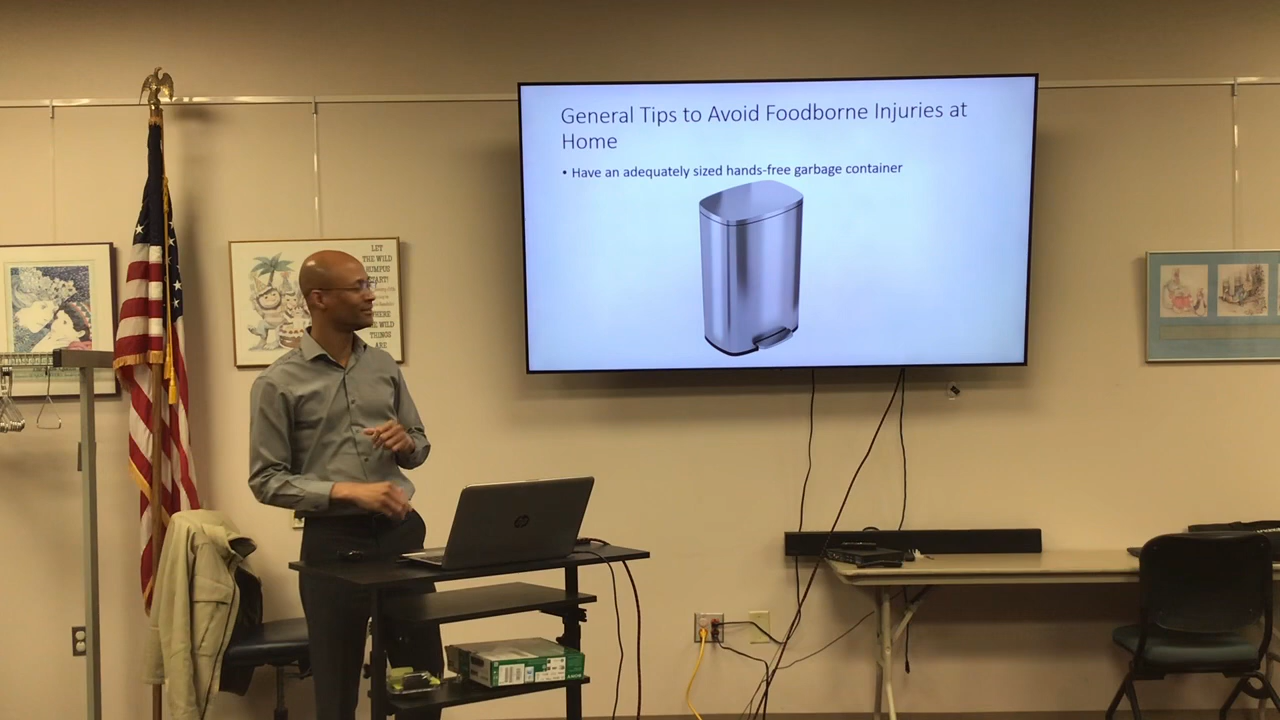 General Tips to Avoid Foodborne Injuries at
Home
• Have an adequately sized hands-free garbage container
LET
THE WILD
RUMPUS
START!
WHERE
THE WILD
THINGS
ARE
hp